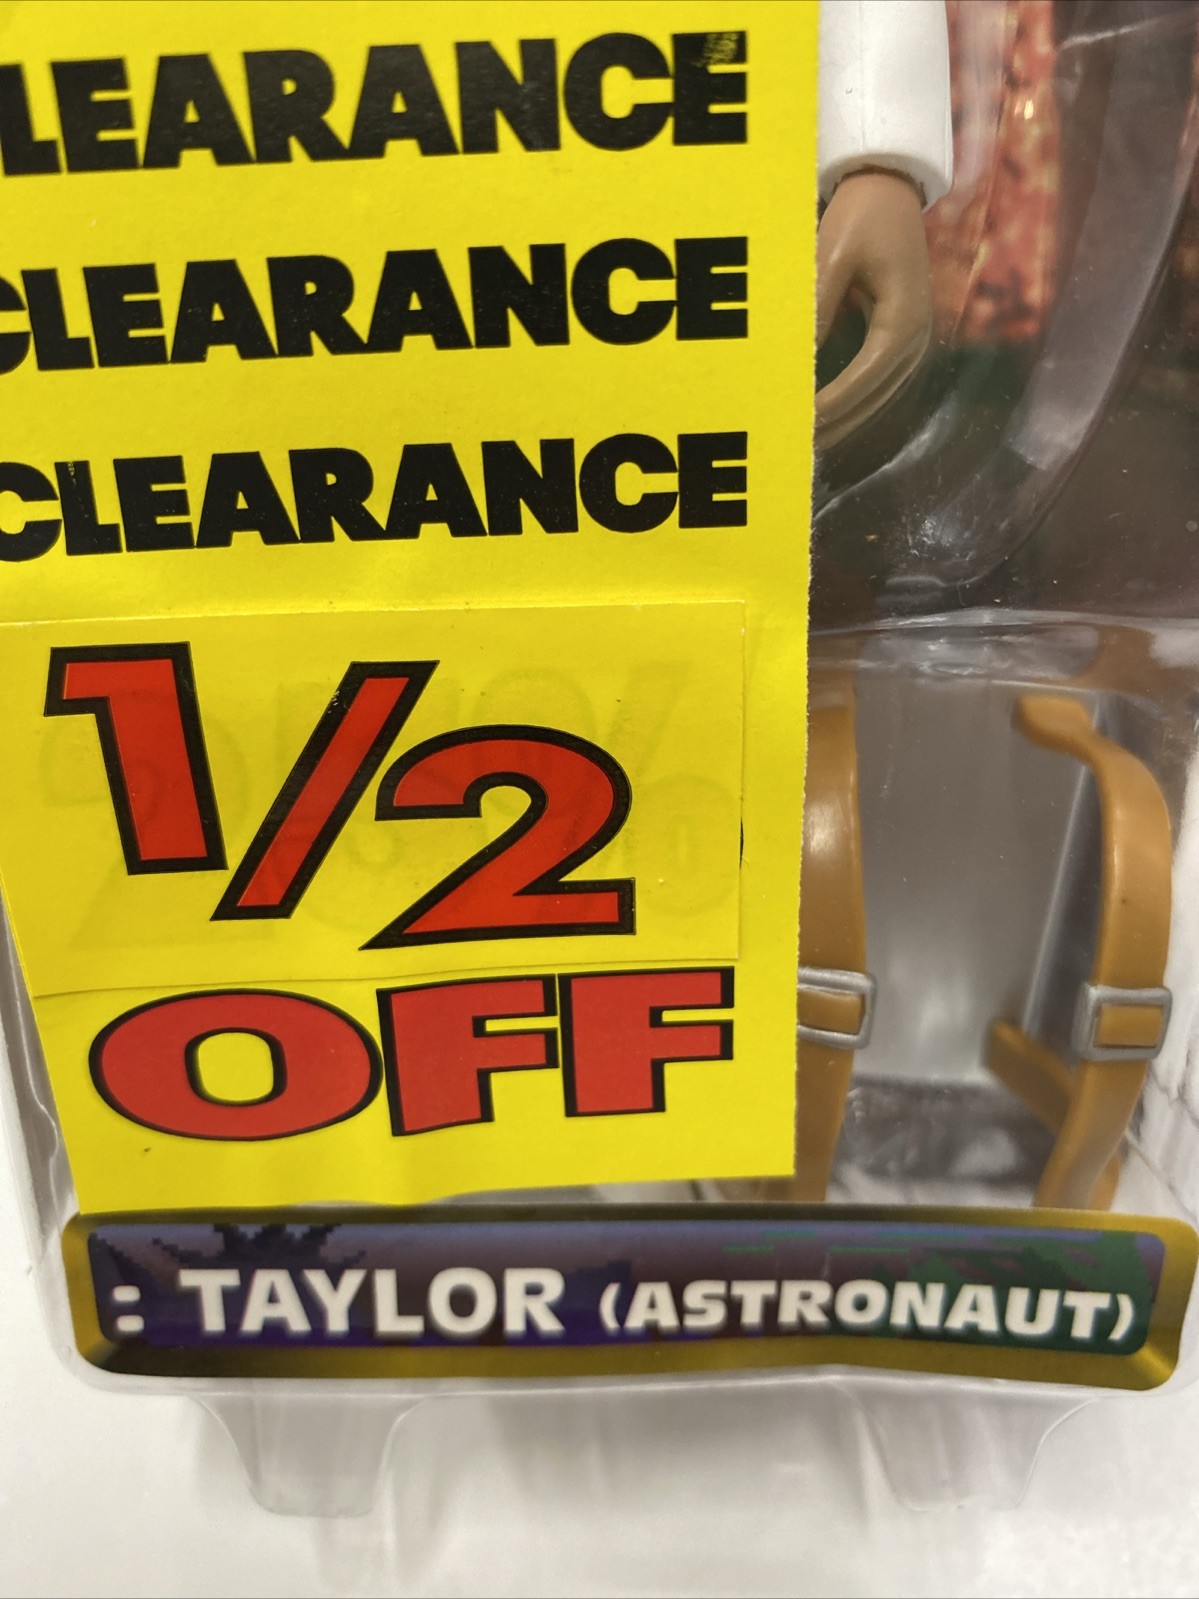 LEARANCE
CLEARANCE
CLEARANCE
1/2
OFF
: TAYLOR (ASTRONAUT)